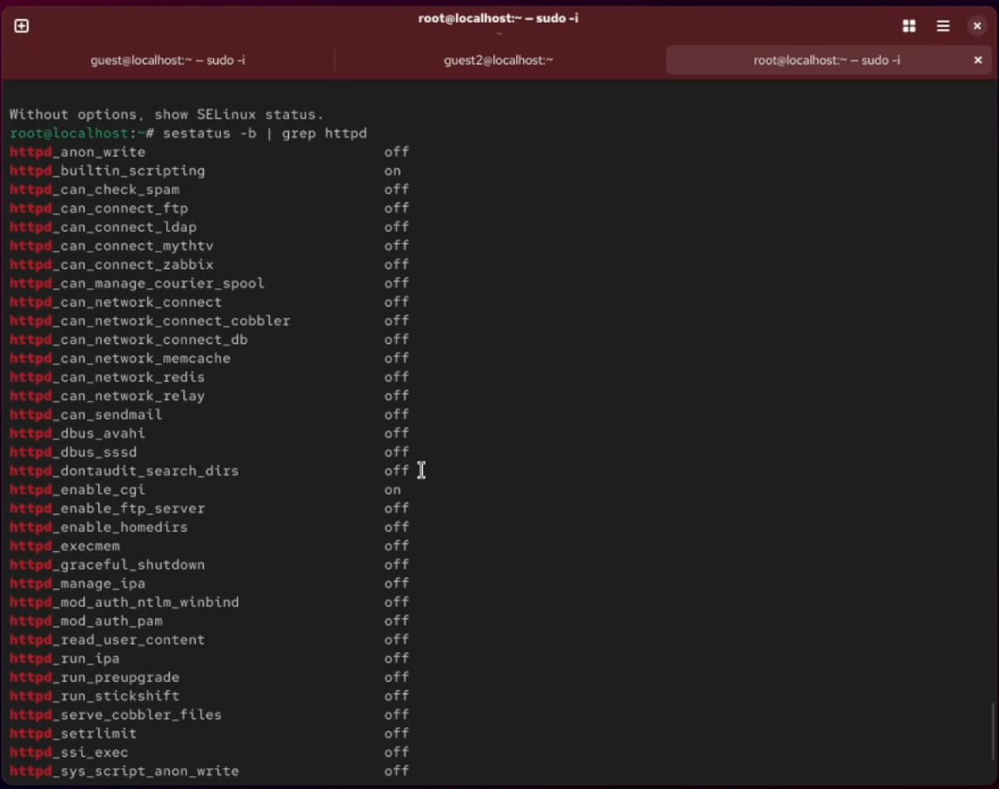 root@localhost:~ — sudo -i
~
guest@localhost:~ — sudo -i
guest2@localhost:~
root@localhost:~ — sudo -i
Without options, show SELinux status.
root@localhost:~# sestatus -b | grep httpd
httpd_anon_write off
httpd_builtin_scripting on
httpd_can_check_spam off
httpd_can_connect_ftp off
httpd_can_connect_ldap off
httpd_can_connect_mythtv off
httpd_can_connect_zabbix off
httpd_can_manage_courier_spool off
httpd_can_network_connect off
httpd_can_network_connect_cobbler off
httpd_can_network_connect_db off
httpd_can_network_memcache off
httpd_can_network_redis off
httpd_can_network_relay off
httpd_can_sendmail off
httpd_dbus_avahi off
httpd_dbus_sssd off
httpd_dontaudit_search_dirs off
httpd_enable_cgi on
httpd_enable_ftp_server off
httpd_enable_homedirs off
httpd_execmem off
httpd_graceful_shutdown off
httpd_manage_ipa off
httpd_mod_auth_ntlm_winbind off
httpd_mod_auth_pam off
httpd_read_user_content off
httpd_run_ipa off
httpd_run_preupgrade off
httpd_run_stickshift off
httpd_serve_cobbler_files off
httpd_setrlimit off
httpd_ssi_exec off
httpd_sys_script_anon_write off